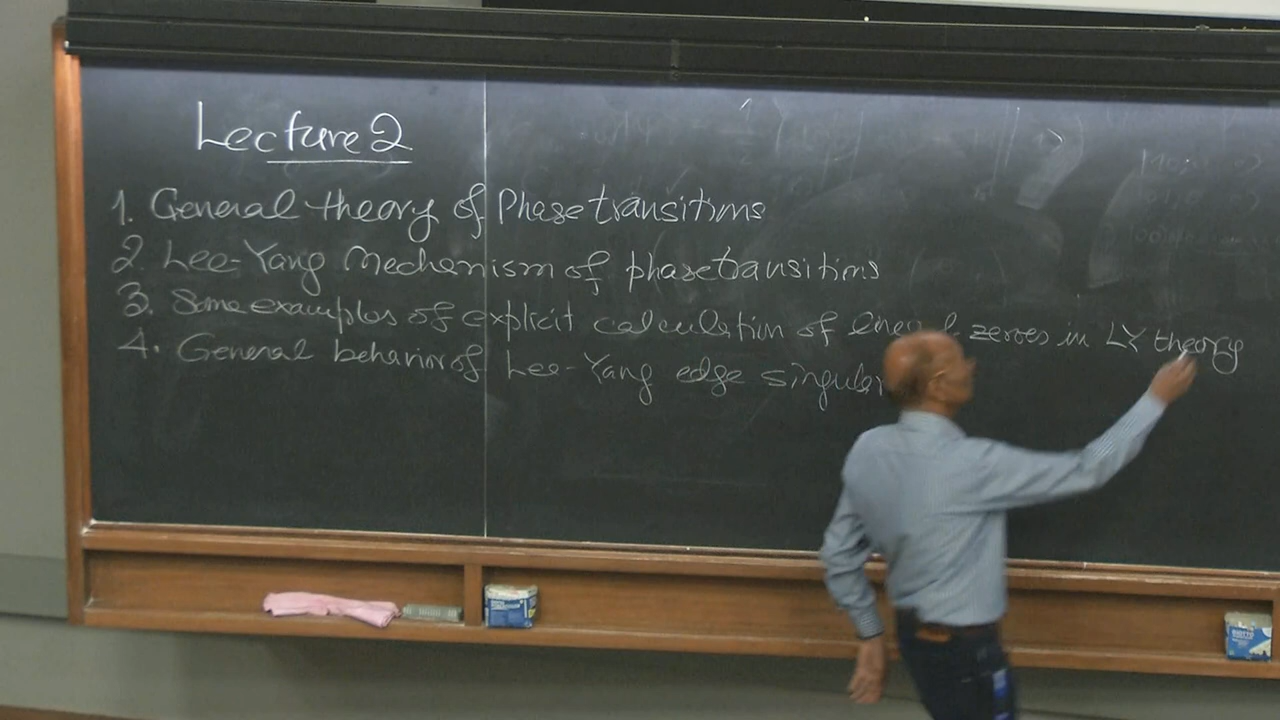 Lecture 2
1. General theory of Phase transitions
2. Lee-Yang Mechanism of phase transitions
3. Some examples of explicit calculation of zeroes in LY theory
4. General behavior of Lee-Yang edge singular